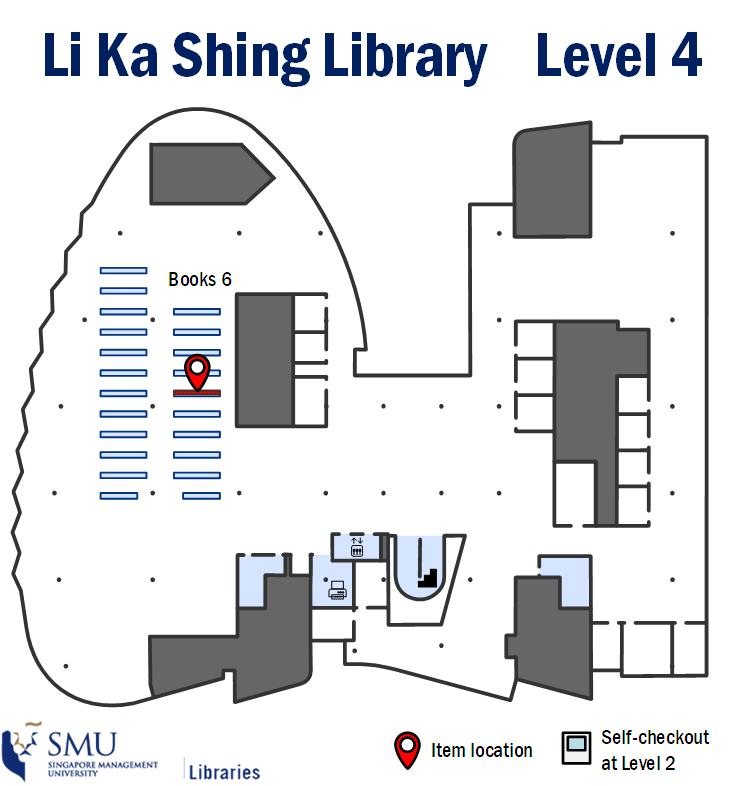 Li Ka Shing Library Level 4
Books 6
SMU
SINGAPORE MANAGEMENT
UNIVERSITY
Libraries
Item location
Self-checkout
at Level 2